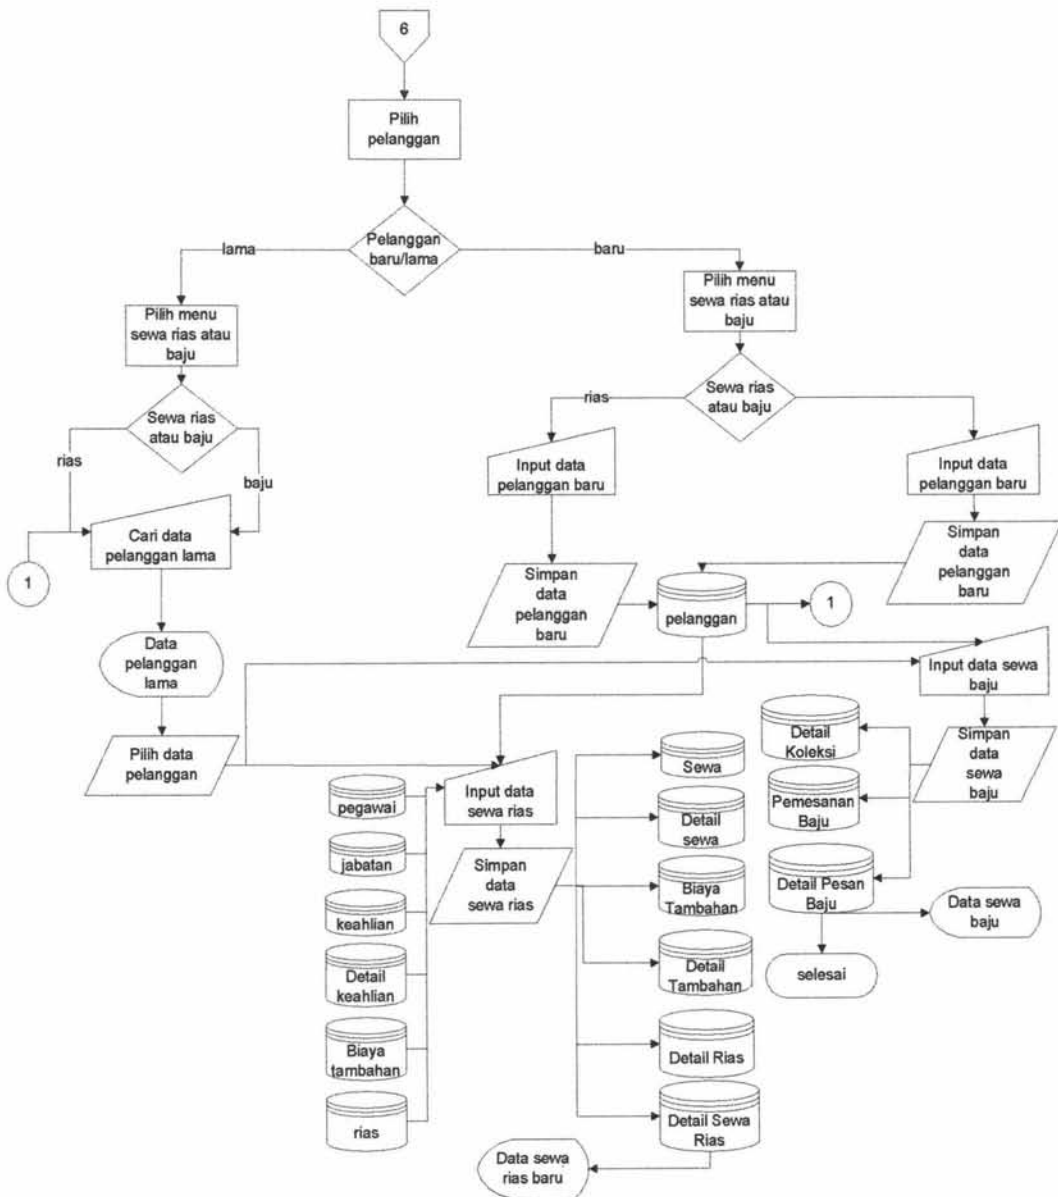 6
Pilih
pelanggan
Pelanggan
baru/lama
lama
baru
Pilih menu
sewa rias atau
baju
Pilih menu
sewa rias atau
baju
Sewa rias
atau baju
rias
baju
Sewa rias
atau baju
rias
Input data
pelanggan baru
Input data
pelanggan baru
Cari data
pelanggan lama
1
Simpan
data
pelanggan
baru
Simpan
data
pelanggan
baru
pelanggan
1
Data
pelanggan
lama
Input data sewa
baju
Pilih data
pelanggan
Simpan
data
sewa
baju
Detail
Koleksi
Pemesanan
Baju
Detail Pesan
Baju
Data sewa
baju
selesai
Input data
sewa rias
Simpan
data
sewa rias
pegawai
jabatan
keahlian
Detail
keahlian
Biaya
tambahan
rias
Sewa
Detail
sewa
Biaya
Tambahan
Detail
Tambahan
Detail Rias
Detail Sewa
Rias
Data sewa
rias baru